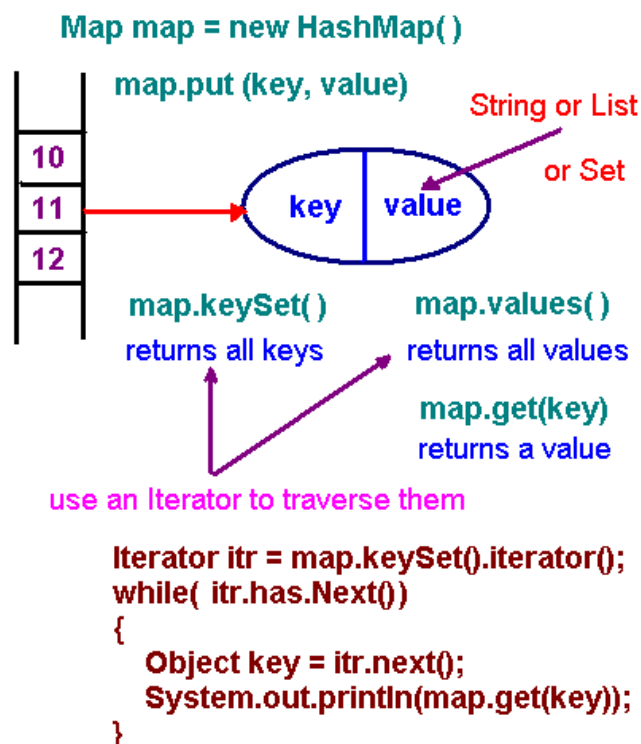 Map map = new HashMap( )
map.put (key, value)
String or List
or Set
10
11
12
key
value
map.keySet( )
returns all keys
map.values( )
returns all values
map.get(key)
returns a value
use an Iterator to traverse them
Iterator itr = map.keySet().iterator();
while( itr.has.Next())
{
Object key = itr.next();
System.out.println(map.get(key));
}